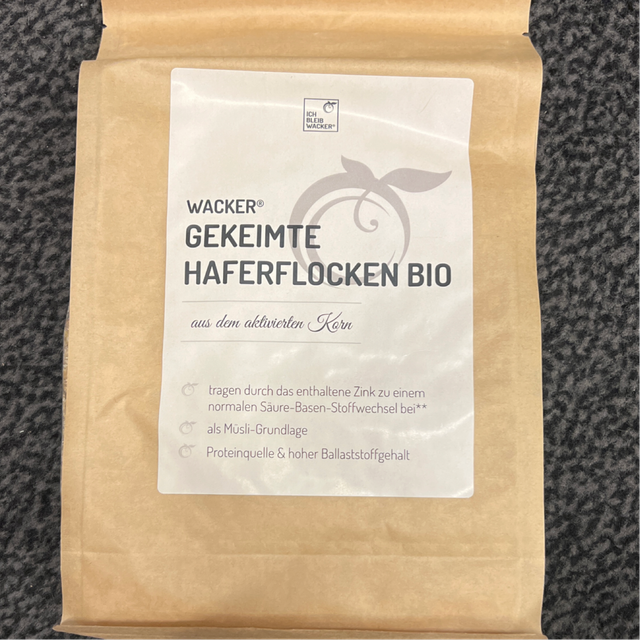 ICH
BLEIB
WACKER®
WACKER®
GEKEIMTE
HAFERFLOCKEN BIO
aus dem aktivierten Korn
tragen durch das enthaltene Zink zu einem
normalen Säure-Basen-Stoffwechsel bei**
als Müsli-Grundlage
Proteinquelle & hoher Ballaststoffgehalt